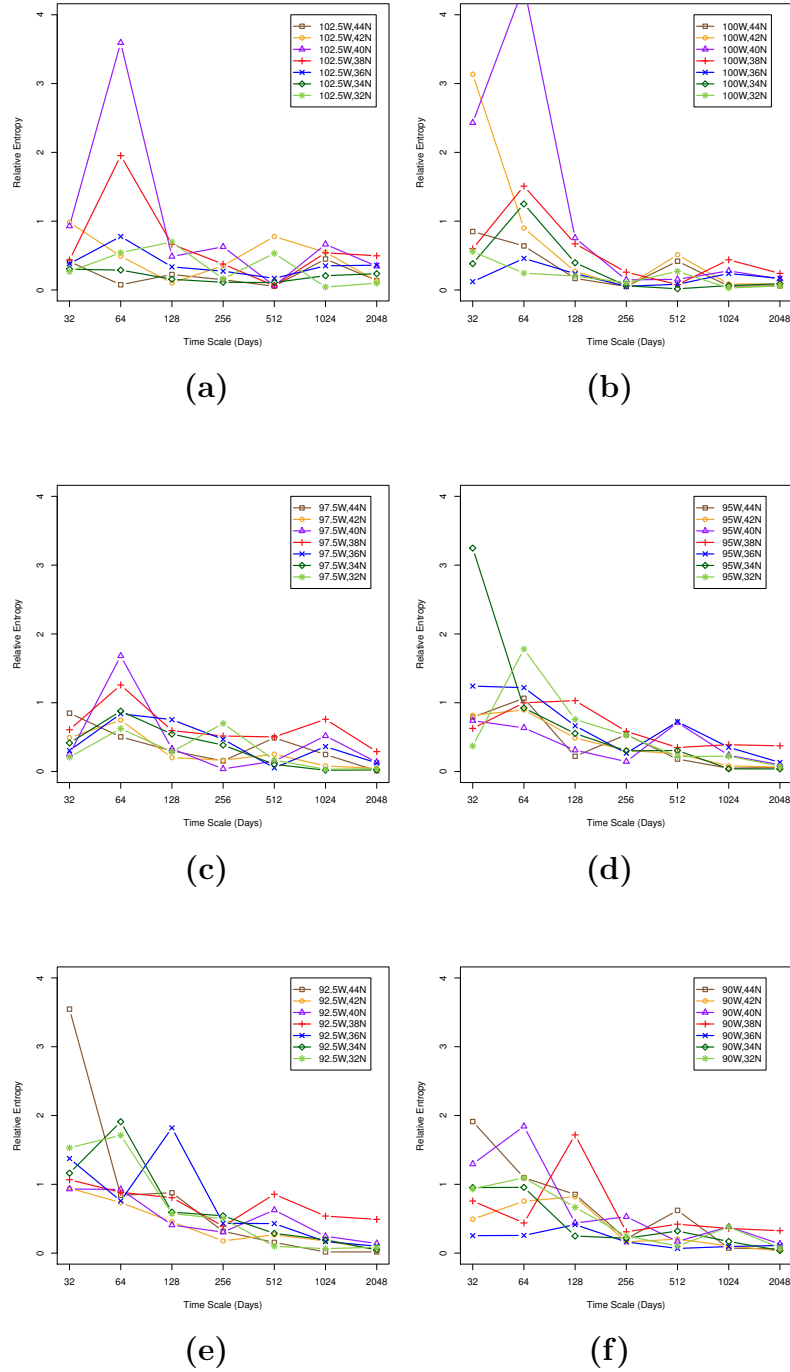 102.5W,44N
102.5W,42N
102.5W,40N
102.5W,38N
102.5W,36N
102.5W,34N
102.5W,32N
Relative Entropy
0 1 2 3 4
32 64 128 256 512 1024 2048
Time Scale (Days)
(a)
100W,44N
100W,42N
100W,40N
100W,38N
100W,36N
100W,34N
100W,32N
Relative Entropy
0 1 2 3 4
32 64 128 256 512 1024 2048
Time Scale (Days)
(b)
97.5W,44N
97.5W,42N
97.5W,40N
97.5W,38N
97.5W,36N
97.5W,34N
97.5W,32N
Relative Entropy
0 1 2 3 4
32 64 128 256 512 1024 2048
Time Scale (Days)
(c)
95W,44N
95W,42N
95W,40N
95W,38N
95W,36N
95W,34N
95W,32N
Relative Entropy
0 1 2 3 4
32 64 128 256 512 1024 2048
Time Scale (Days)
(d)
92.5W,44N
92.5W,42N
92.5W,40N
92.5W,38N
92.5W,36N
92.5W,34N
92.5W,32N
Relative Entropy
0 1 2 3 4
32 64 128 256 512 1024 2048
Time Scale (Days)
(e)
90W,44N
90W,42N
90W,40N
90W,38N
90W,36N
90W,34N
90W,32N
Relative Entropy
0 1 2 3 4
32 64 128 256 512 1024 2048
Time Scale (Days)
(f)